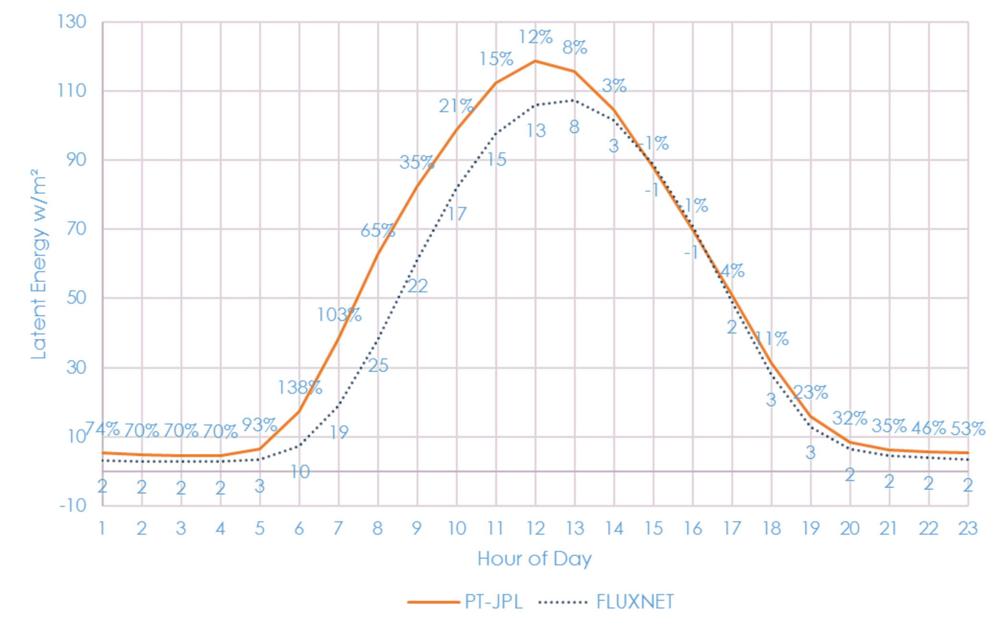 130
110
90
70
50
30
10
-10
Latent Energy w/m²
74% 70% 70% 70% 93% 138% 103% 65% 35% 21% 15% 12% 8% 3% -1% -1% 4% 11% 23% 32% 35% 46% 53%
2 2 2 2 3 10 19 25 22 17 15 13 8 3 -1 -1 2 3 3 2 2 2 2
1 2 3 4 5 6 7 8 9 10 11 12 13 14 15 16 17 18 19 20 21 22 23
Hour of Day
PT-JPL FLUXNET